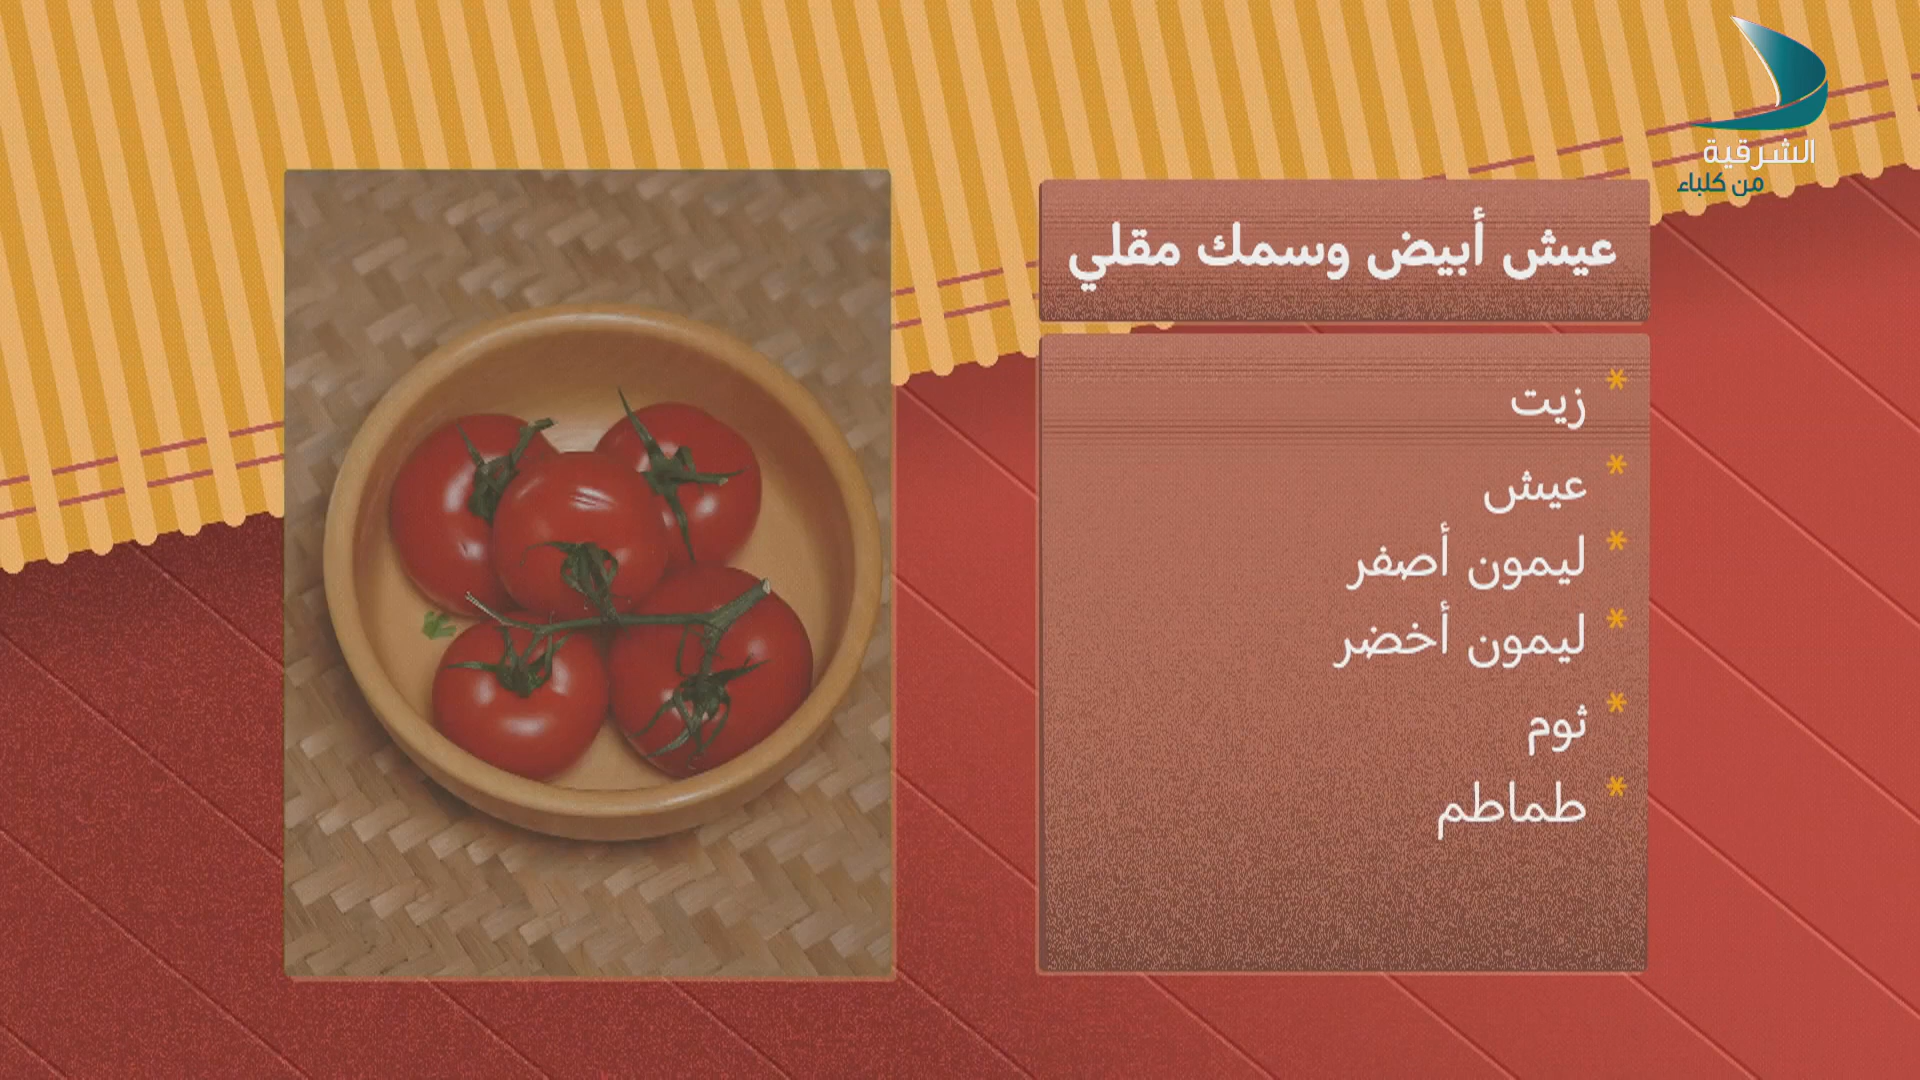 الشرقية
من كلباء
عيش أبيض وسمك مقلي
* زيت
* عيش
* ليمون أصفر
* ليمون أخضر
* ثوم
* طماطم